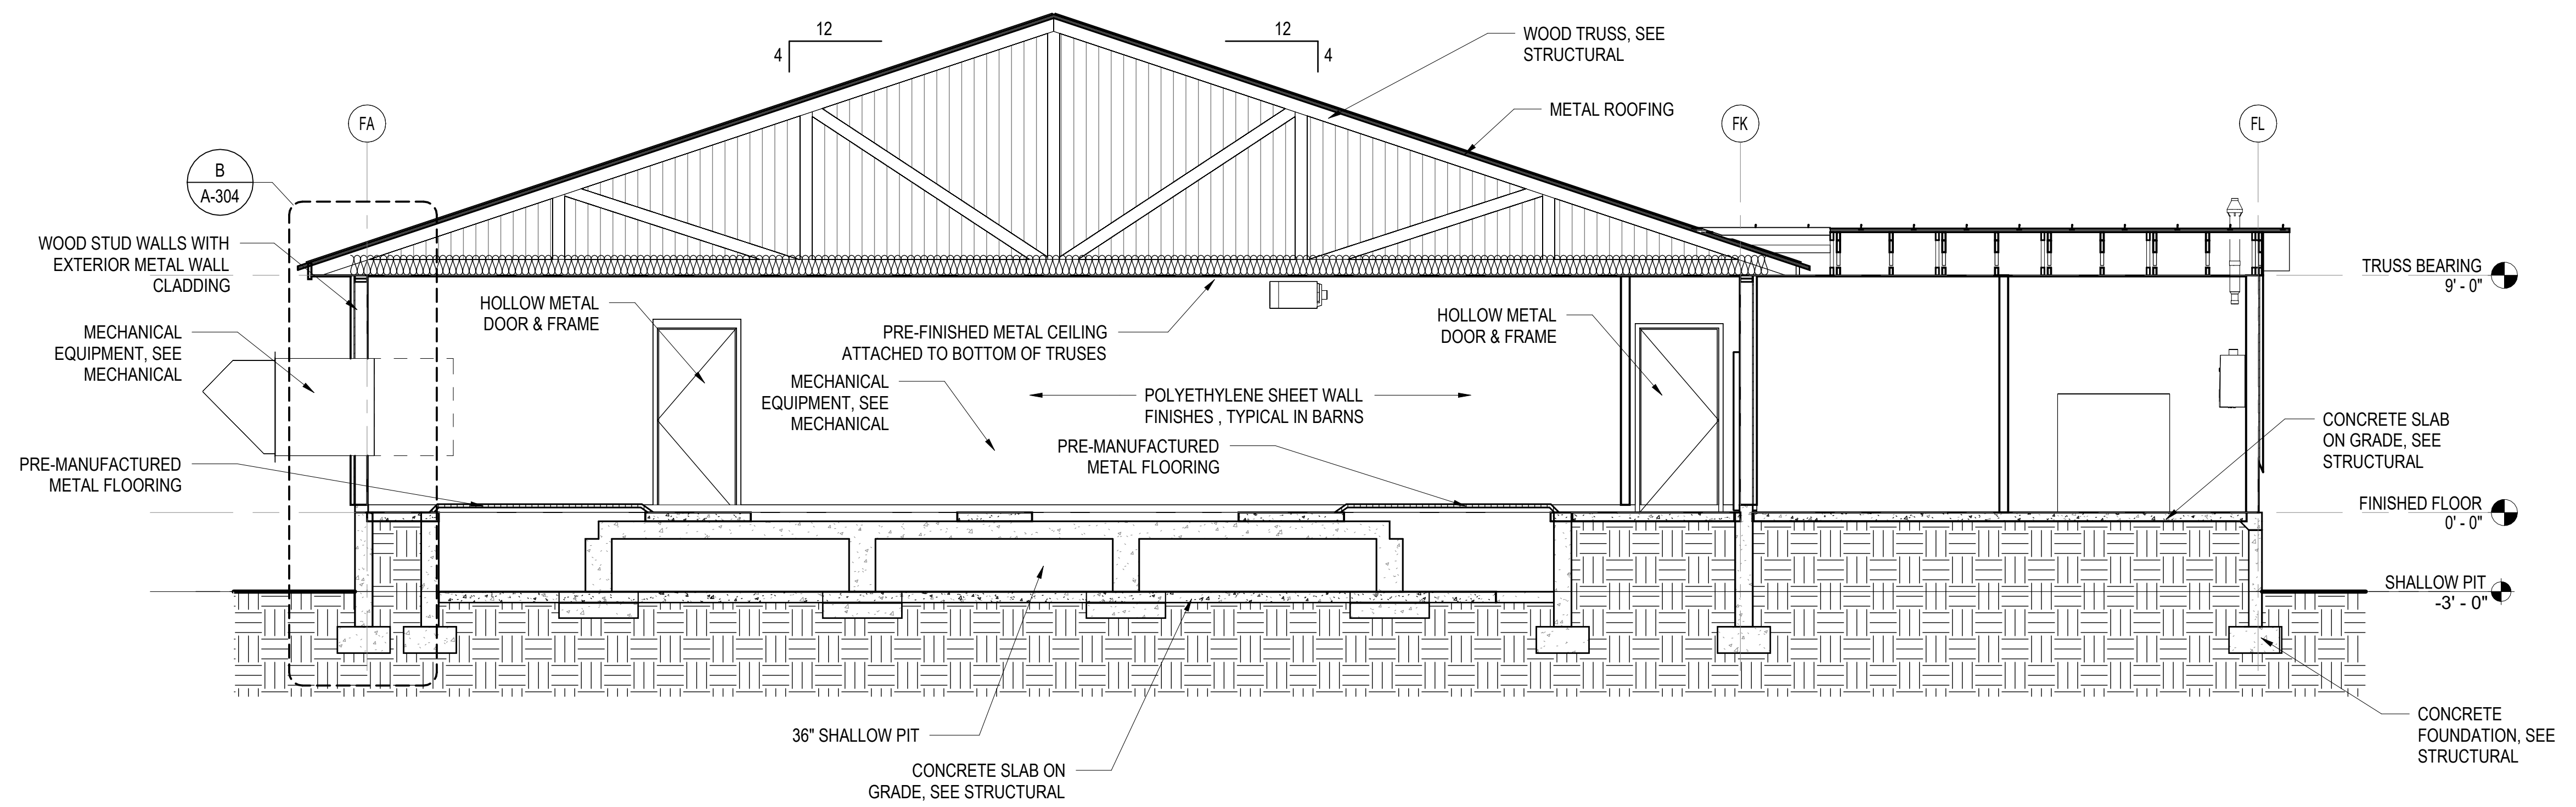 12
4
12
4
WOOD TRUSS, SEE
STRUCTURAL
METAL ROOFING
FA
FK
FL
B
A-304
WOOD STUD WALLS WITH
EXTERIOR METAL WALL
CLADDING
TRUSS BEARING
9' - 0"
HOLLOW METAL
DOOR & FRAME
PRE-FINISHED METAL CEILING
ATTACHED TO BOTTOM OF TRUSES
HOLLOW METAL
DOOR & FRAME
MECHANICAL
EQUIPMENT, SEE
MECHANICAL
MECHANICAL
EQUIPMENT, SEE
MECHANICAL
POLYETHYLENE SHEET WALL
FINISHES , TYPICAL IN BARNS
CONCRETE SLAB
ON GRADE, SEE
STRUCTURAL
PRE-MANUFACTURED
METAL FLOORING
PRE-MANUFACTURED
METAL FLOORING
FINISHED FLOOR
0' - 0"
SHALLOW PIT
-3' - 0"
36" SHALLOW PIT
CONCRETE SLAB ON
GRADE, SEE STRUCTURAL
CONCRETE
FOUNDATION, SEE
STRUCTURAL